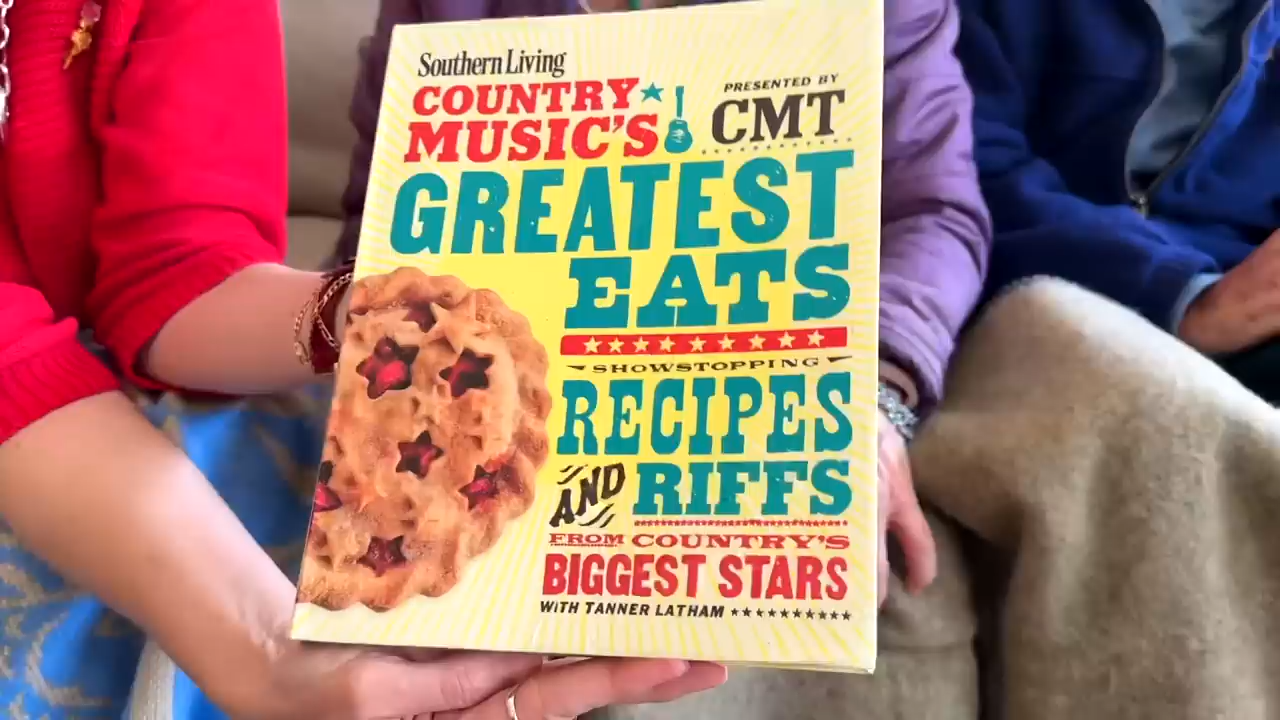 Southern Living
COUNTRY
MUSIC'S
PRESENTED BY
CMT
GREATEST
EATS
SHOWSTOPPING
RECIPES
AND RIFFS
FROM COUNTRY'S
BIGGEST STARS
WITH TANNER LATHAM